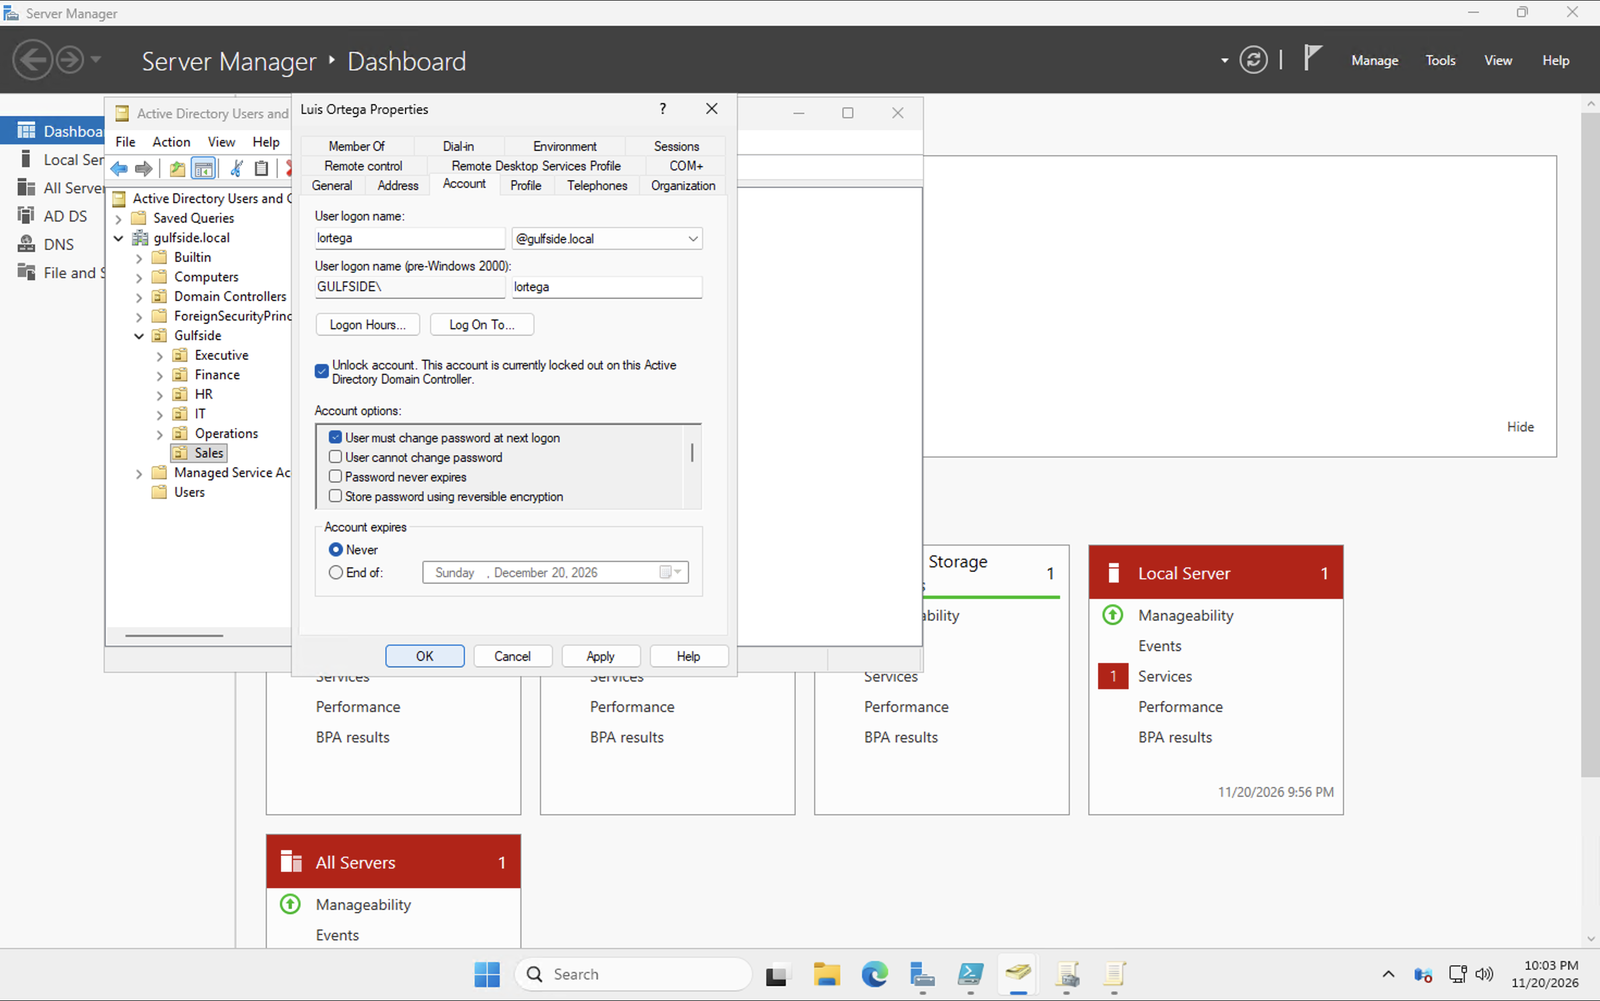 Server Manager
Server Manager ‣ Dashboard
Manage Tools View Help
Dashboa
Local Ser
All Serve
AD DS
DNS
File and S
Active Directory Users and
File Action View Help
Active Directory Users and C
Saved Queries
gulfside.local
Builtin
Computers
Domain Controllers
ForeignSecurityPrinc
Gulfside
Executive
Finance
HR
IT
Operations
Sales
Managed Service Ac
Users
Luis Ortega Properties
?
Member Of Dial-in Environment Sessions
Remote control Remote Desktop Services Profile COM+
General Address Account Profile Telephones Organization
User logon name:
lortega @gulfside.local
User logon name (pre-Windows 2000):
GULFSIDE\ lortega
Logon Hours... Log On To...
Unlock account. This account is currently locked out on this Active
Directory Domain Controller.
Account options:
User must change password at next logon
User cannot change password
Password never expires
Store password using reversible encryption
Account expires
Never
End of: Sunday , December 20, 2026
OK Cancel Apply Help
Hide
Services
Performance
BPA results
Services
Performance
BPA results
Storage 1
ability
Services
Performance
BPA results
Local Server 1
Manageability
Events
1 Services
Performance
BPA results
11/20/2026 9:56 PM
All Servers 1
Manageability
Events
Search
10:03 PM
11/20/2026